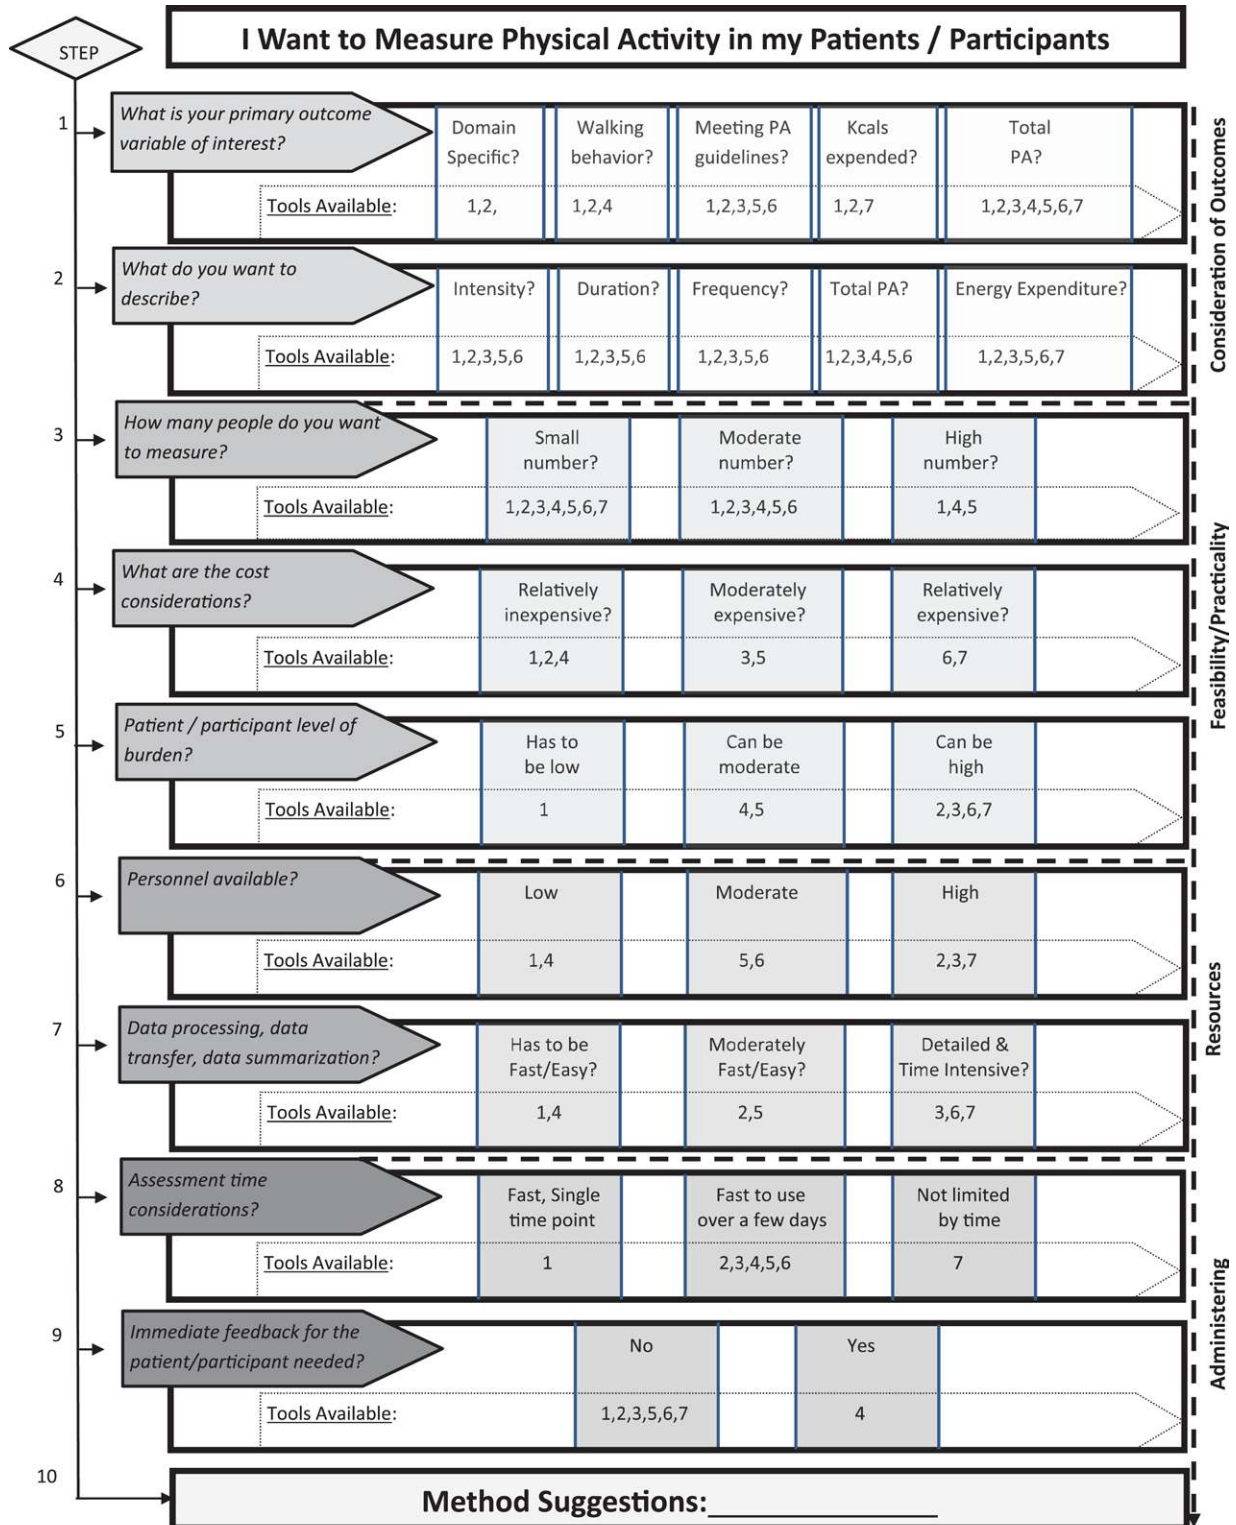 STEP
I Want to Measure Physical Activity in my Patients / Participants
1
What is your primary outcome
variable of interest?
Domain
Specific?
Walking
behavior?
Meeting PA
guidelines?
Kcals
expended?
Total
PA?
Tools Available:
1,2,
1,2,4
1,2,3,5,6
1,2,7
1,2,3,4,5,6,7
2
What do you want to
describe?
Intensity?
Duration?
Frequency?
Total PA?
Energy Expenditure?
Tools Available:
1,2,3,5,6
1,2,3,5,6
1,2,3,5,6
1,2,3,4,5,6
1,2,3,5,6,7
Consideration of Outcomes
3
How many people do you want
to measure?
Small
number?
Moderate
number?
High
number?
Tools Available:
1,2,3,4,5,6,7
1,2,3,4,5,6
1,4,5
4
What are the cost
considerations?
Relatively
inexpensive?
Moderately
expensive?
Relatively
expensive?
Tools Available:
1,2,4
3,5
6,7
5
Patient / participant level of
burden?
Has to
be low
Can be
moderate
Can be
high
Tools Available:
1
4,5
2,3,6,7
Feasibility/Practicality
6
Personnel available?
Low
Moderate
High
Tools Available:
1,4
5,6
2,3,7
7
Data processing, data
transfer, data summarization?
Has to be
Fast/Easy?
Moderately
Fast/Easy?
Detailed &
Time Intensive?
Tools Available:
1,4
2,5
3,6,7
Resources
8
Assessment time
considerations?
Fast, Single
time point
Fast to use
over a few days
Not limited
by time
Tools Available:
1
2,3,4,5,6
7
9
Immediate feedback for the
patient/participant needed?
No
Yes
Tools Available:
1,2,3,5,6,7
4
Administering
10
Method Suggestions:_______________